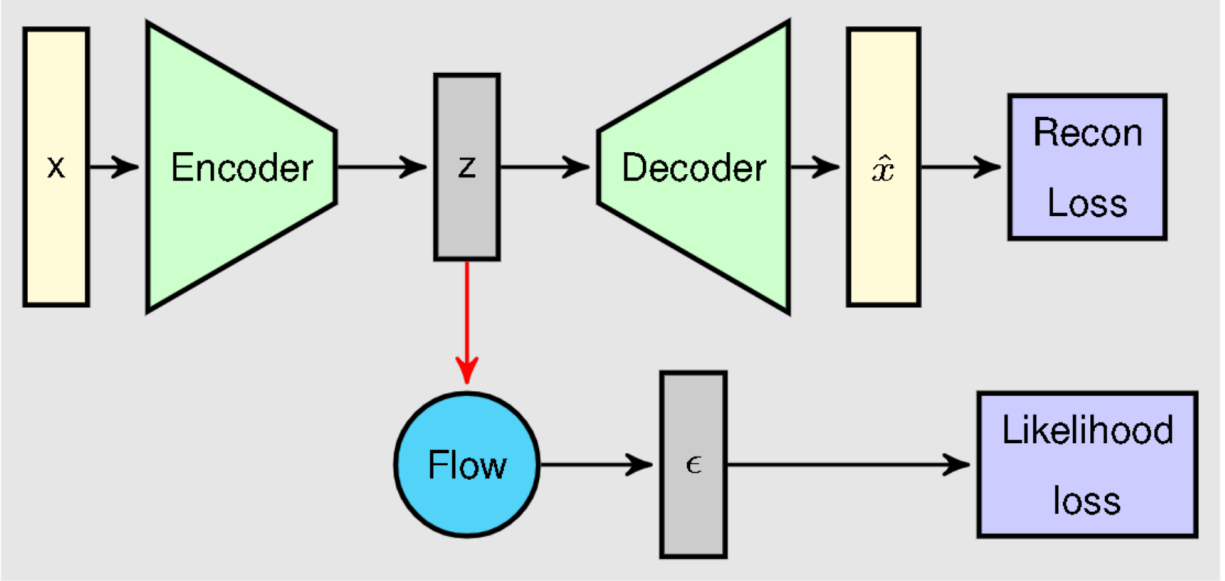 x
Encoder
z
Decoder
x̂
Recon
Loss
Flow
ϵ
Likelihood
loss